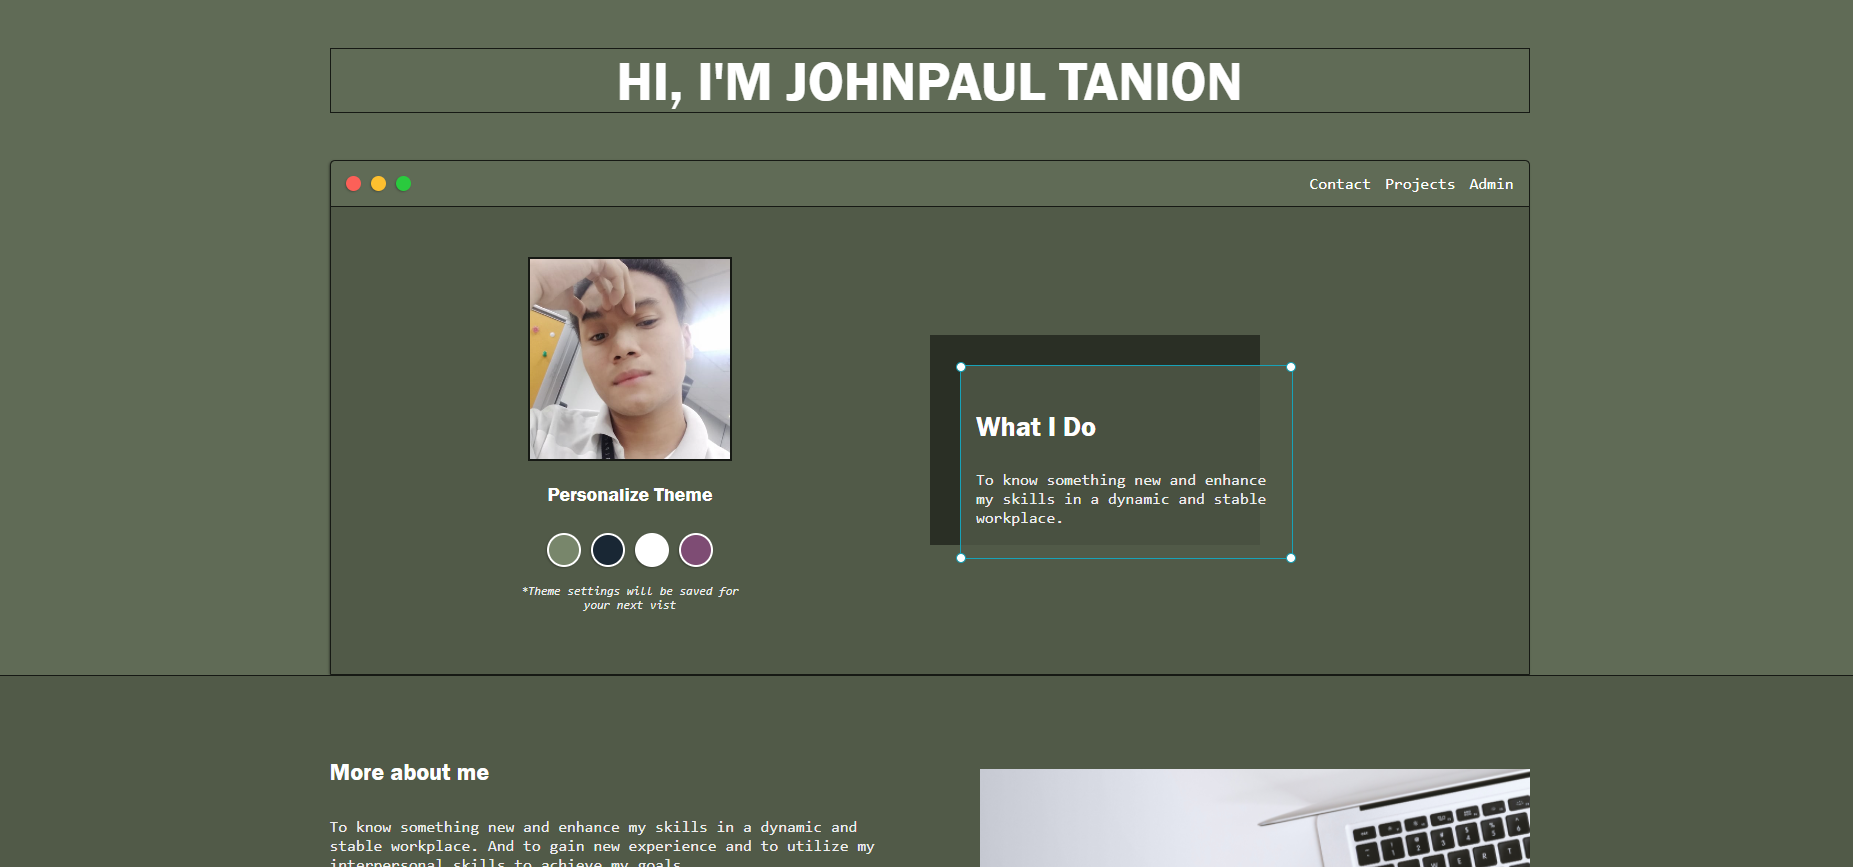 HI, I'M JOHNPAUL TANION
Contact Projects Admin
Personalize Theme
*Theme settings will be saved for
your next vist
What I Do
To know something new and enhance
my skills in a dynamic and stable
workplace.
More about me
To know something new and enhance my skills in a dynamic and
stable workplace. And to gain new experience and to utilize my
interpersonal skills to achieve my goals